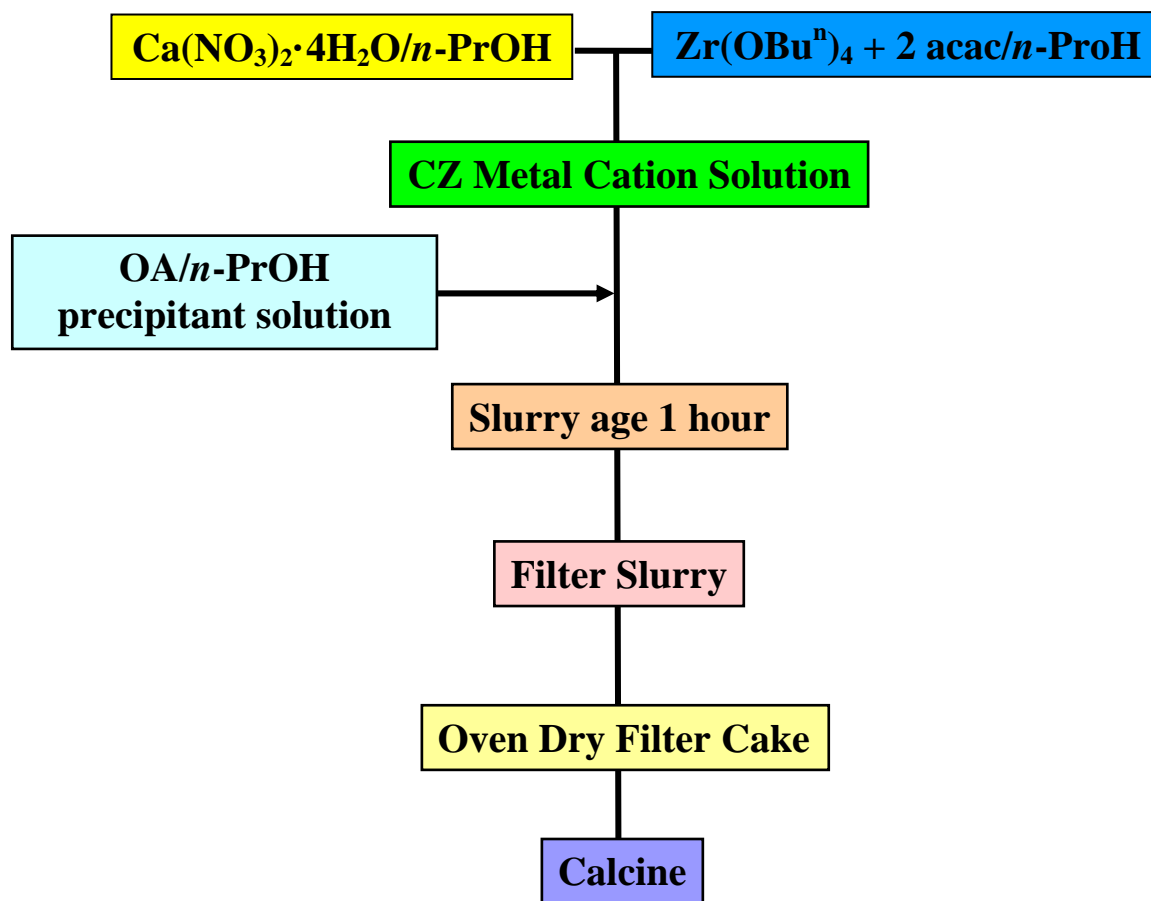 Ca(NO₃)₂·4H₂O/n-PrOH
Zr(OBuⁿ)₄ + 2 acac/n-ProH
CZ Metal Cation Solution
OA/n-PrOH
precipitant solution
Slurry age 1 hour
Filter Slurry
Oven Dry Filter Cake
Calcine